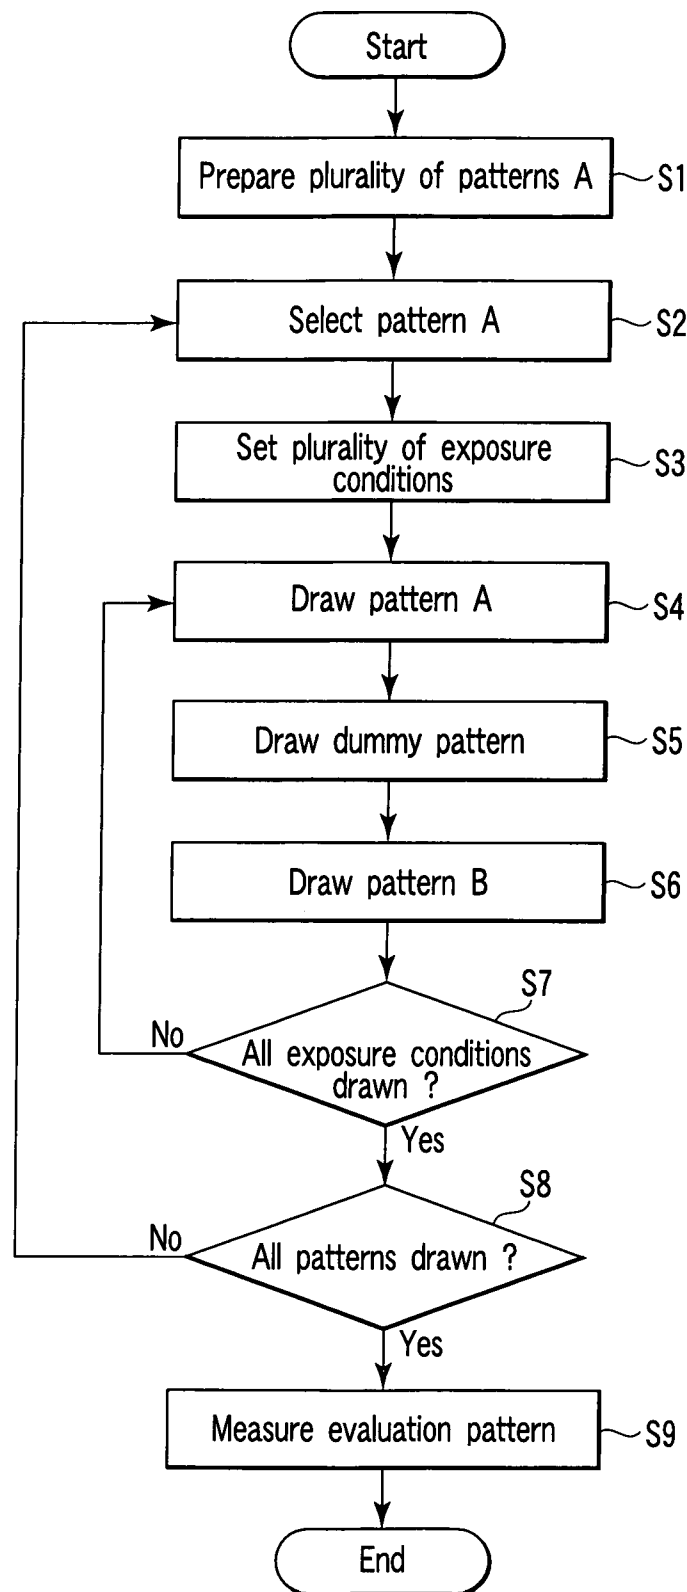 Start
Prepare plurality of patterns A
S1
Select pattern A
S2
Set plurality of exposure
conditions
S3
Draw pattern A
S4
Draw dummy pattern
S5
Draw pattern B
S6
S7
No
All exposure conditions
drawn ?
Yes
S8
No
All patterns drawn ?
Yes
Measure evaluation pattern
S9
End